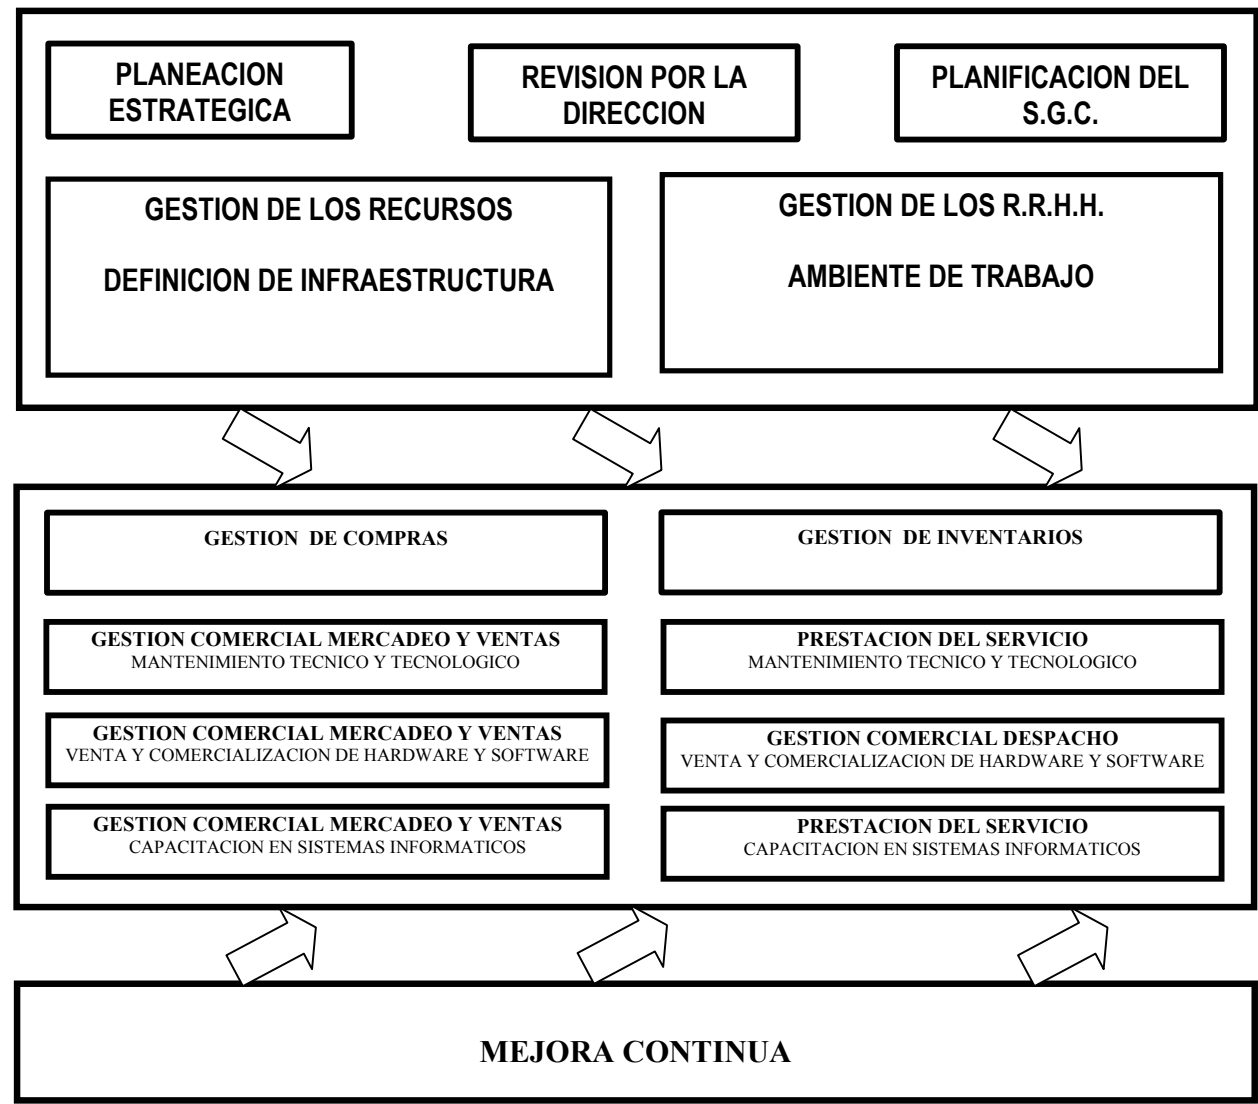 PLANEACION
ESTRATEGICA
REVISION POR LA
DIRECCION
PLANIFICACION DEL
S.G.C.
GESTION DE LOS RECURSOS
DEFINICION DE INFRAESTRUCTURA
GESTION DE LOS R.R.H.H.
AMBIENTE DE TRABAJO
GESTION DE COMPRAS
GESTION DE INVENTARIOS
GESTION COMERCIAL MERCADEO Y VENTAS
MANTENIMIENTO TECNICO Y TECNOLOGICO
PRESTACION DEL SERVICIO
MANTENIMIENTO TECNICO Y TECNOLOGICO
GESTION COMERCIAL MERCADEO Y VENTAS
VENTA Y COMERCIALIZACION DE HARDWARE Y SOFTWARE
GESTION COMERCIAL DESPACHO
VENTA Y COMERCIALIZACION DE HARDWARE Y SOFTWARE
GESTION COMERCIAL MERCADEO Y VENTAS
CAPACITACION EN SISTEMAS INFORMATICOS
PRESTACION DEL SERVICIO
CAPACITACION EN SISTEMAS INFORMATICOS
MEJORA CONTINUA